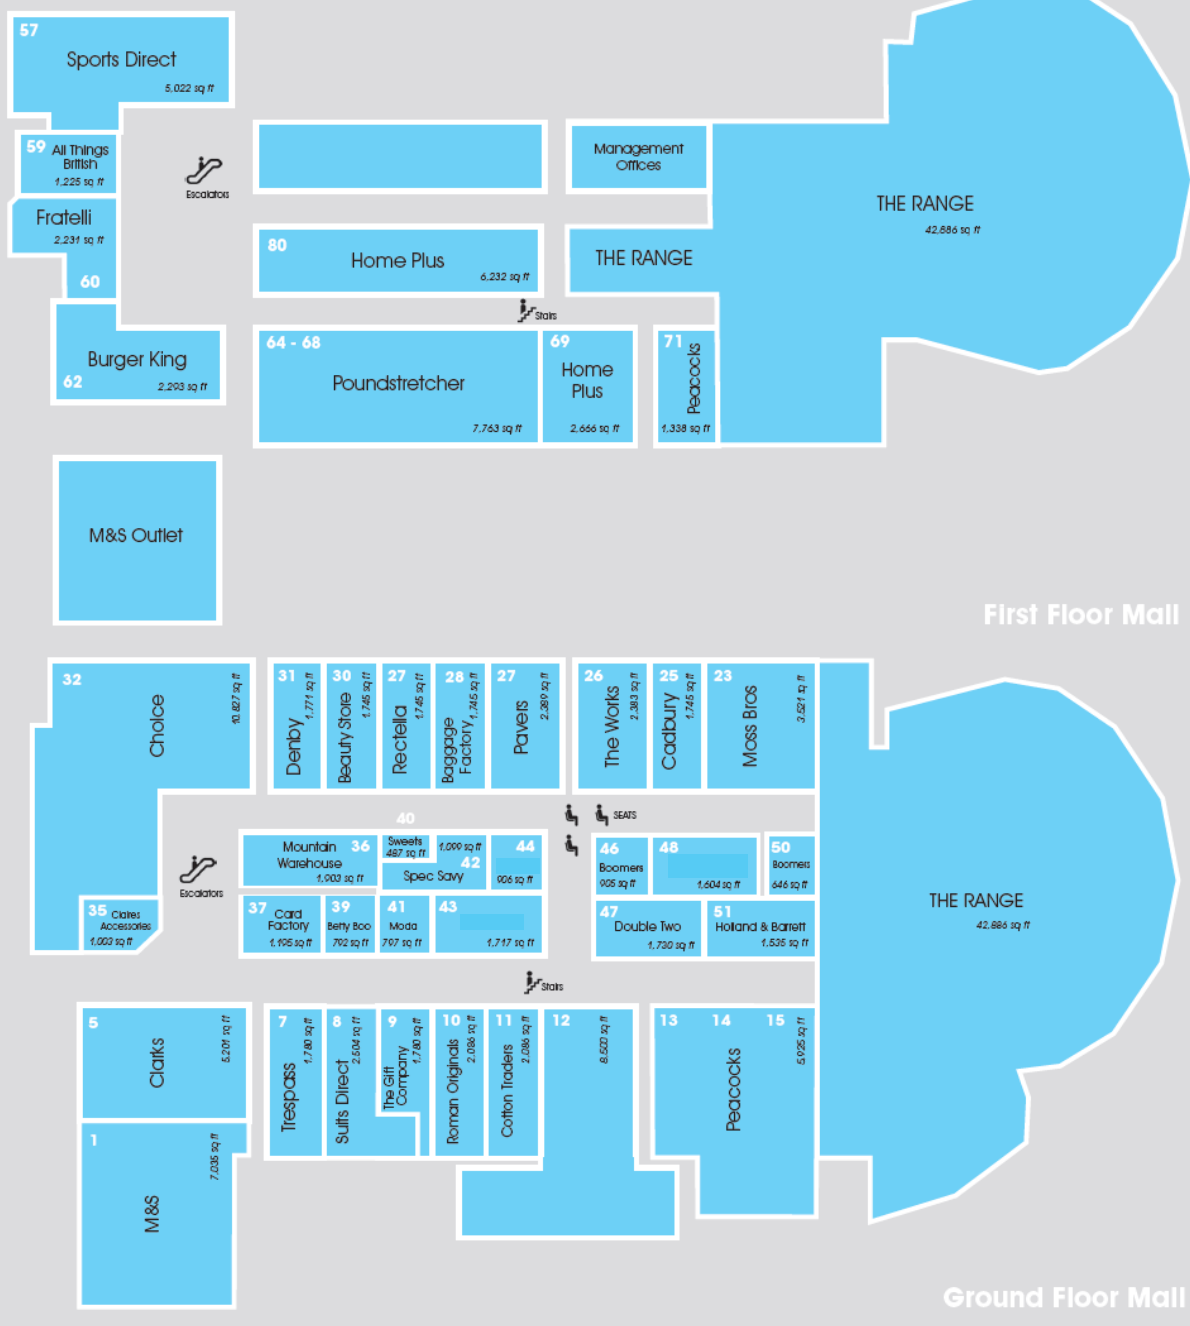 57
Sports Direct
5,022 sq ft
59
All Things
British
1,225 sq ft
Escalators
Fratelli
2,231 sq ft
60
Burger King
62
2,293 sq ft
Management
Offices
THE RANGE
42,886 sq ft
80
Home Plus
6,232 sq ft
THE RANGE
Stairs
64 - 68
Poundstretcher
7,763 sq ft
69
Home
Plus
2,666 sq ft
71
Peacocks
1,338 sq ft
M&S Outlet
First Floor Mall
32
Choice
10,827 sq ft
31
Denby
1,771 sq ft
30
Beauty Store
1,745 sq ft
27
Rectella
1,745 sq ft
28
Baggage
Factory
1,745 sq ft
27
Pavers
2,389 sq ft
26
The Works
2,383 sq ft
25
Cadbury
1,745 sq ft
23
Moss Bros
3,521 sq ft
SEATS
40
Mountain
Warehouse
36
1,903 sq ft
Sweets
487 sq ft
1,099 sq ft
42
Spec Savy
44
906 sq ft
46
Boomers
905 sq ft
48
1,604 sq ft
50
Boomers
646 sq ft
Escalators
35
Claires
Accessories
1,003 sq ft
37
Card
Factory
1,195 sq ft
39
Betty Boo
792 sq ft
41
Moda
797 sq ft
43
1,717 sq ft
47
Double Two
1,730 sq ft
51
Holland & Barrett
1,535 sq ft
THE RANGE
42,886 sq ft
Stairs
5
Clarks
5,201 sq ft
7
Trespass
1,780 sq ft
8
Suits Direct
2,504 sq ft
9
The Gift
Company
1,780 sq ft
10
Roman Originals
2,086 sq ft
11
Cotton Traders
2,086 sq ft
12
8,500 sq ft
13
14
15
Peacocks
5,925 sq ft
1
M&S
7,035 sq ft
Ground Floor Mall